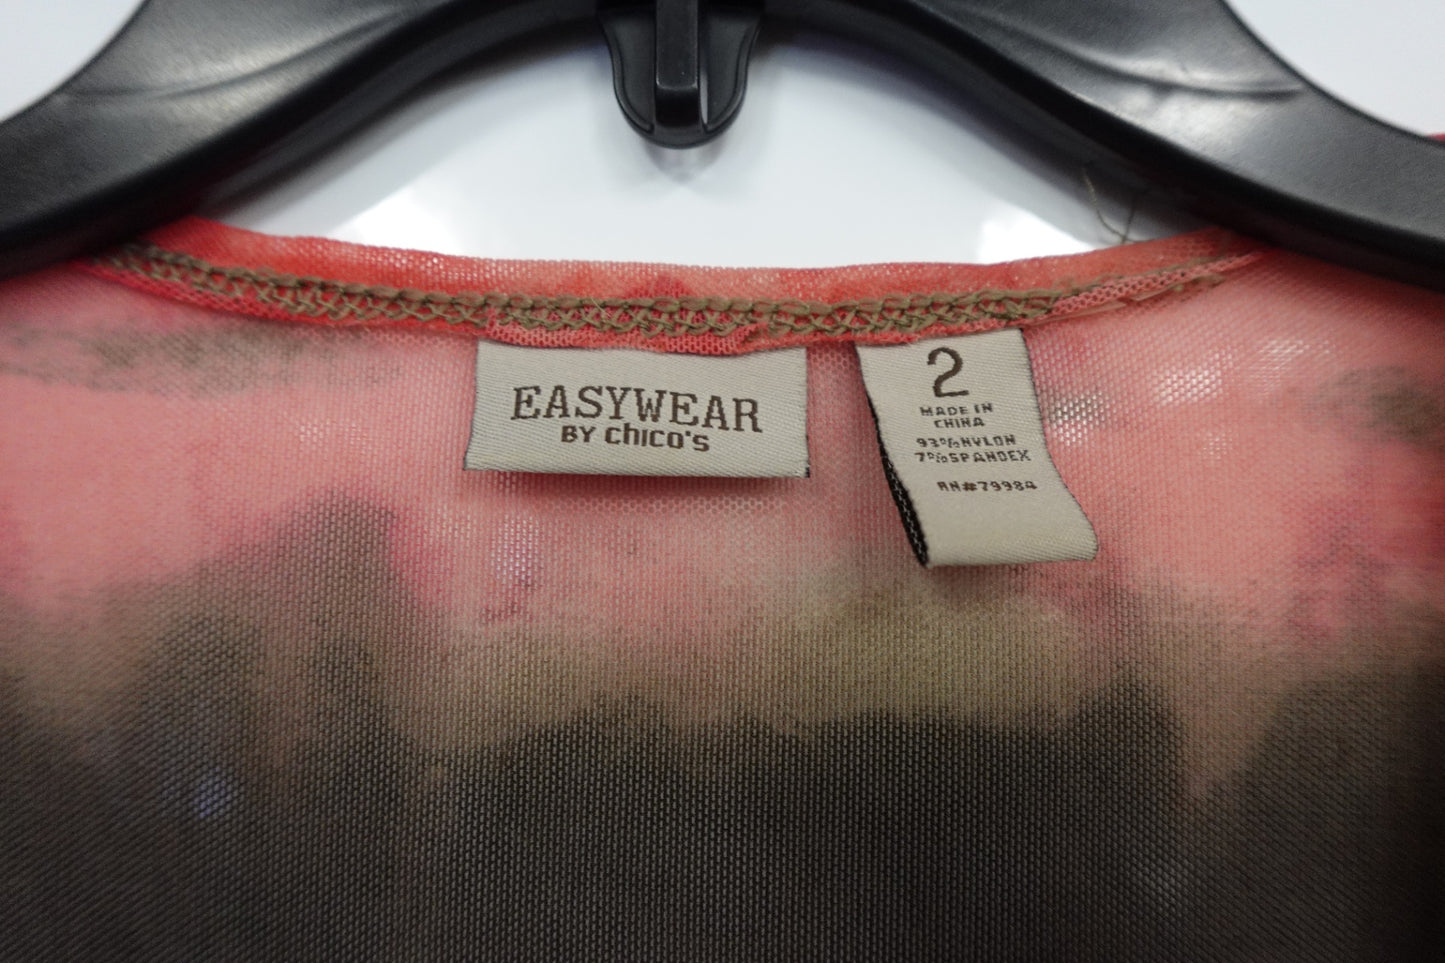 EASYWEAR
BY chico's
2
MADE IN
CHINA
93%NYLON
7%SPANDEX
RN#79984